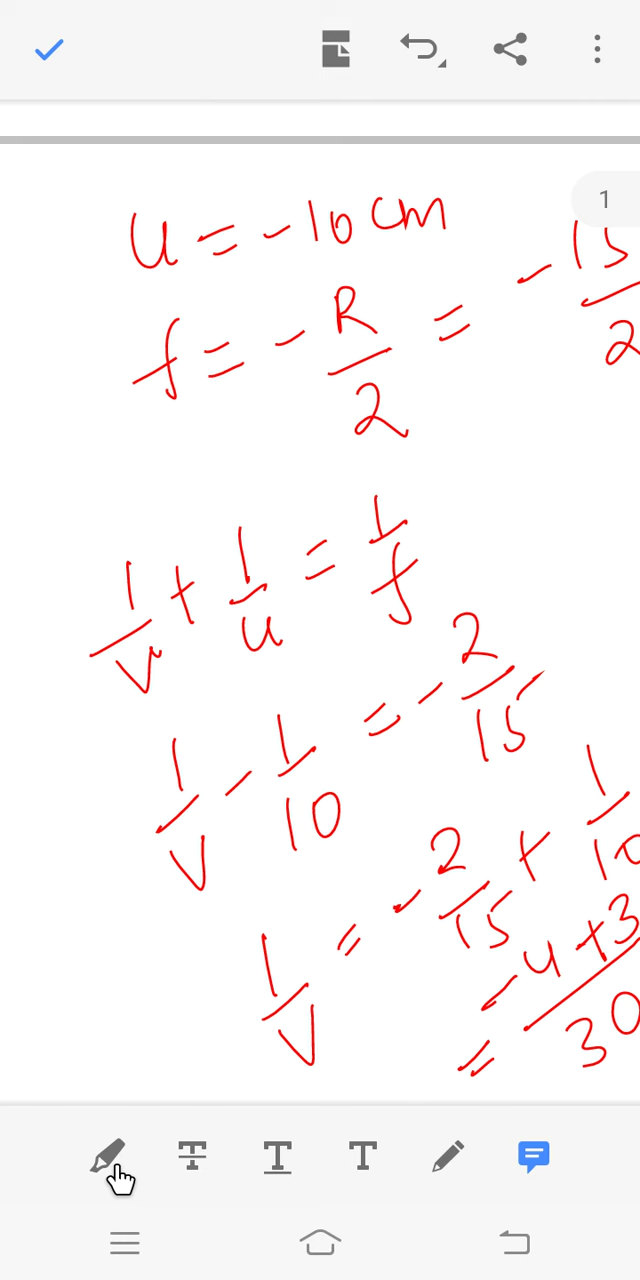 1
u = - 10 cm
f = - R/2 = - 15/2
1/v + 1/u = 1/f
1/v - 1/10 = - 2/15
1/v = - 2/15 + 1/10
= -4+3/30
T T T